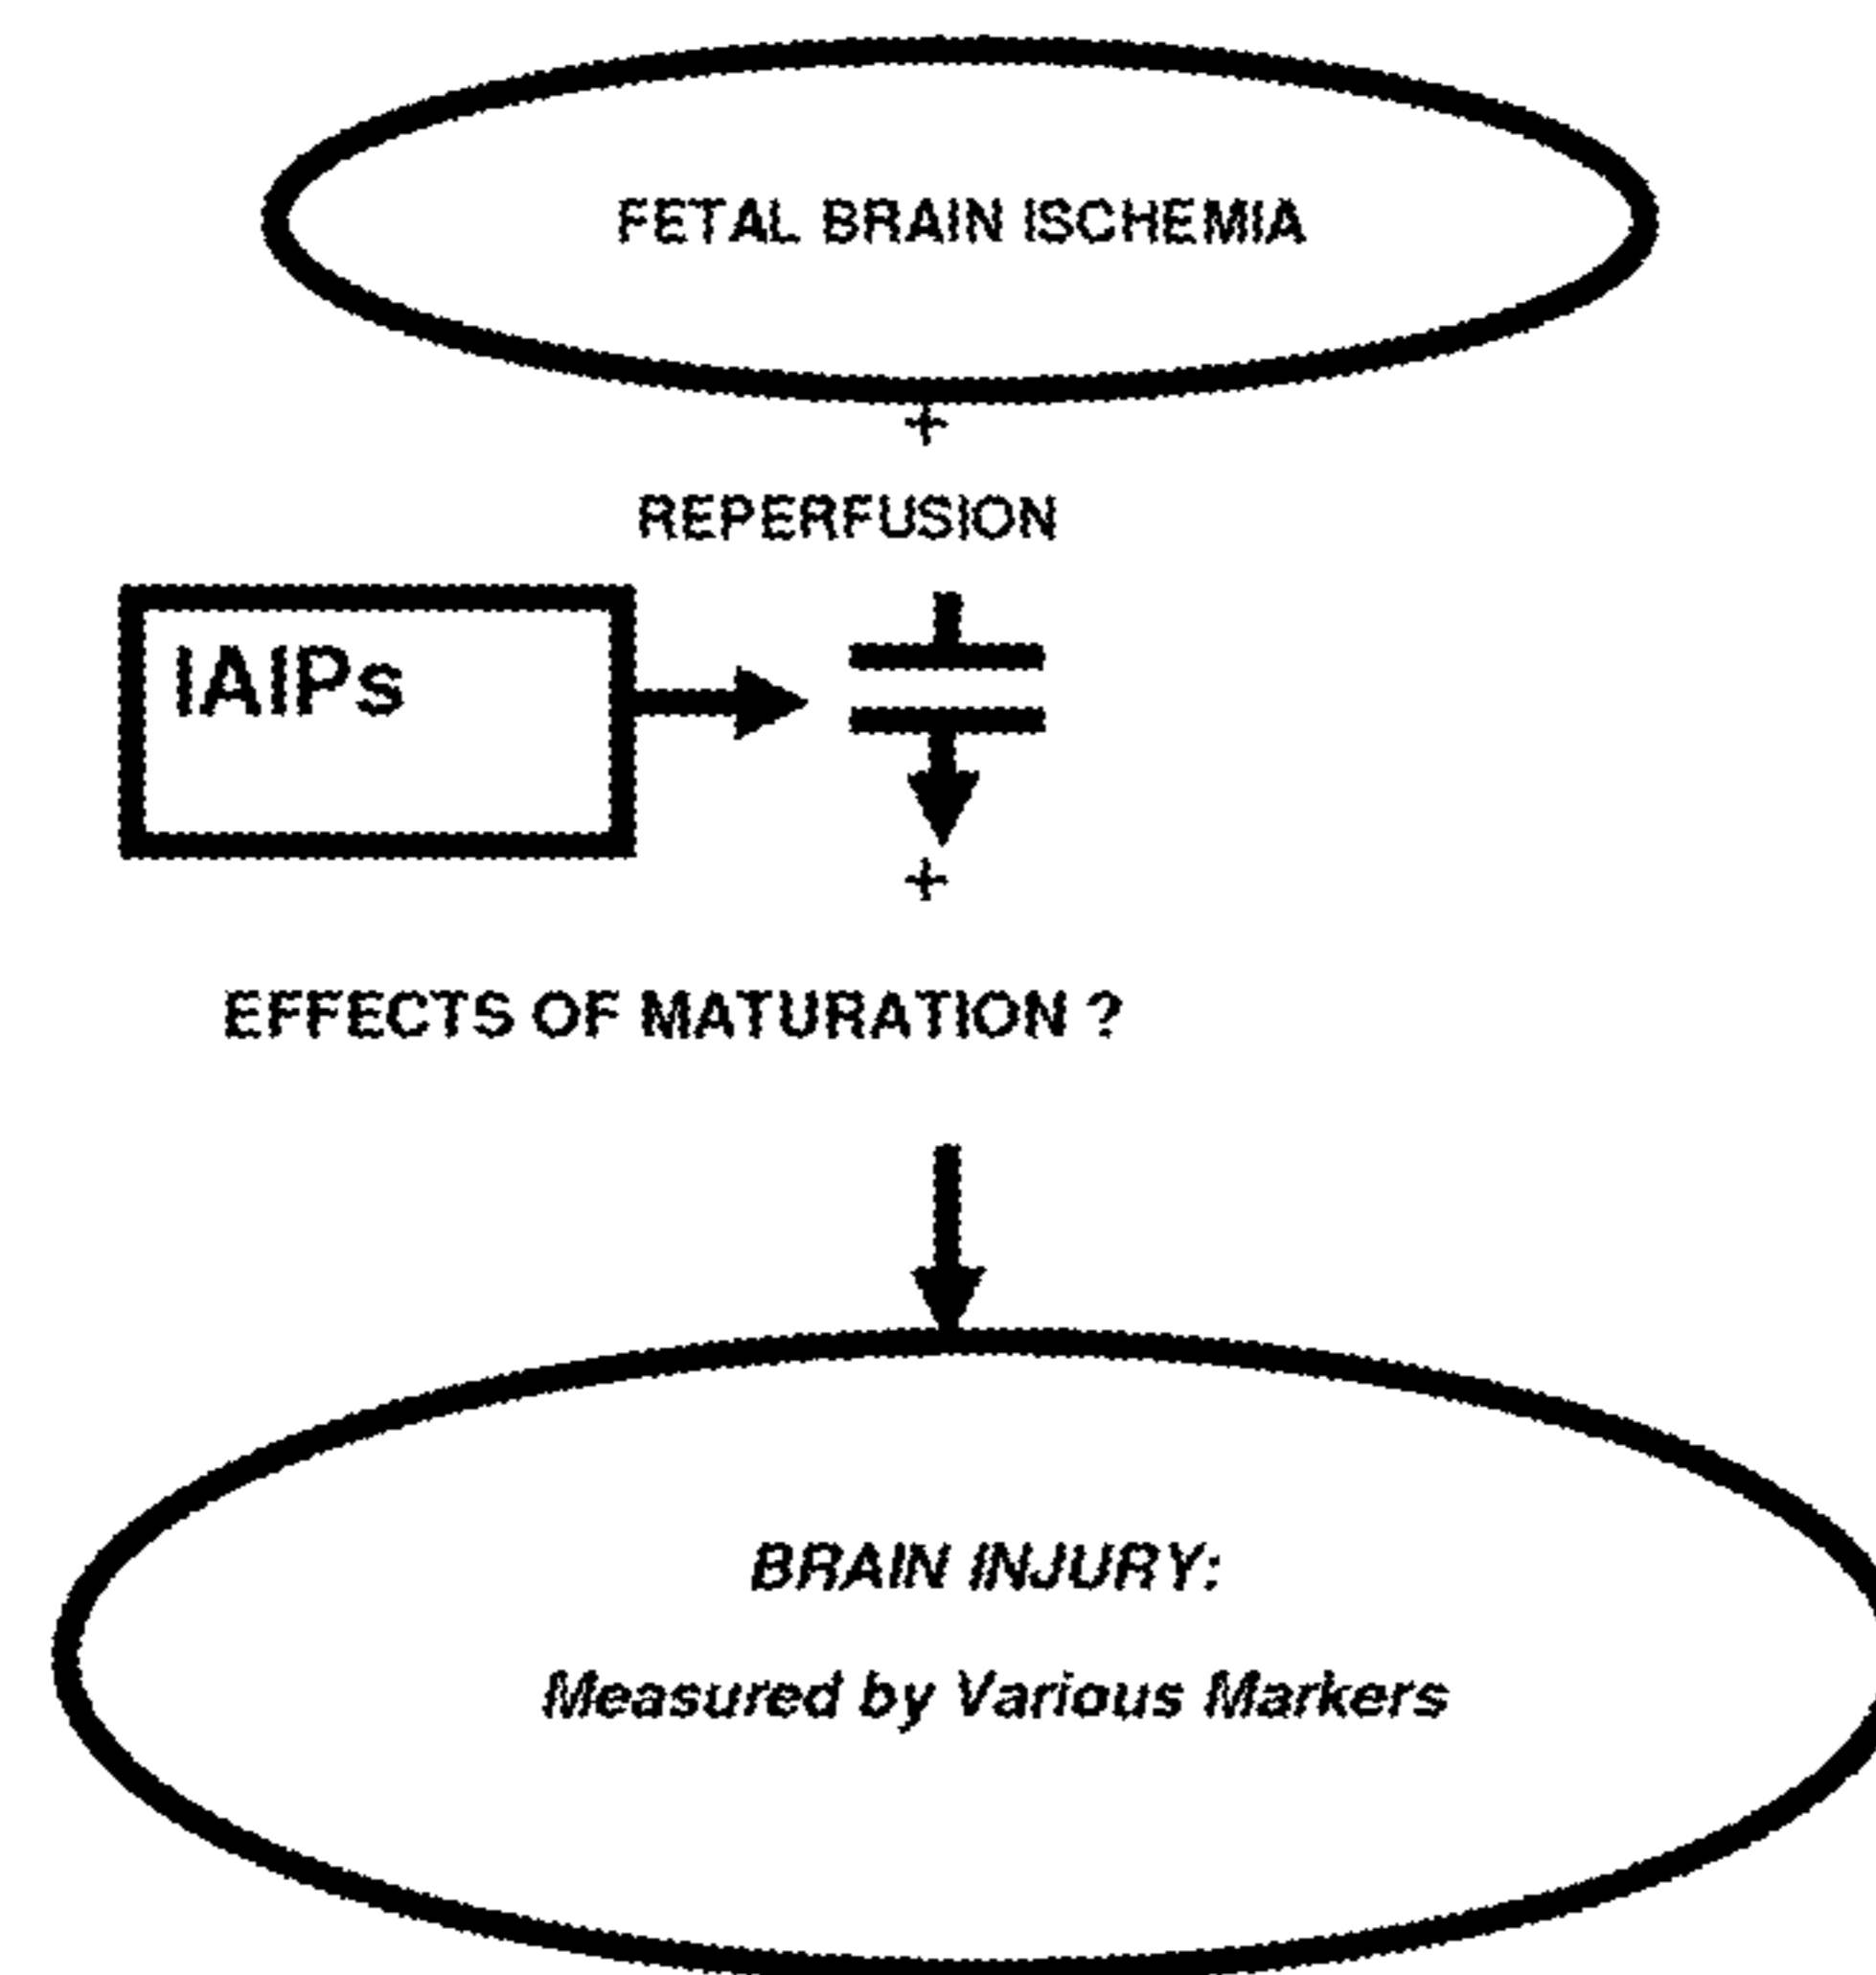 FETAL BRAIN ISCHEMIA
+
REPERFUSION
IAIPs
+
EFFECTS OF MATURATION ?
BRAIN INJURY:
Measured by Various Markers